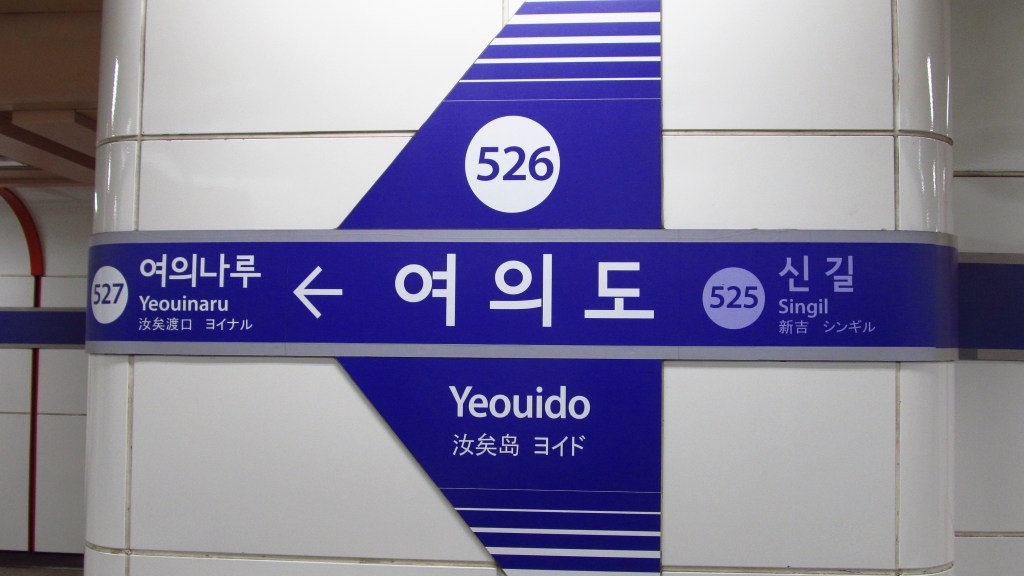 526
527
여의나루
Yeouinaru
汝矣渡口 ヨイナル
←
여의도
525
신길
Singil
新吉 シンギル
Yeouido
汝矣岛 ヨイド